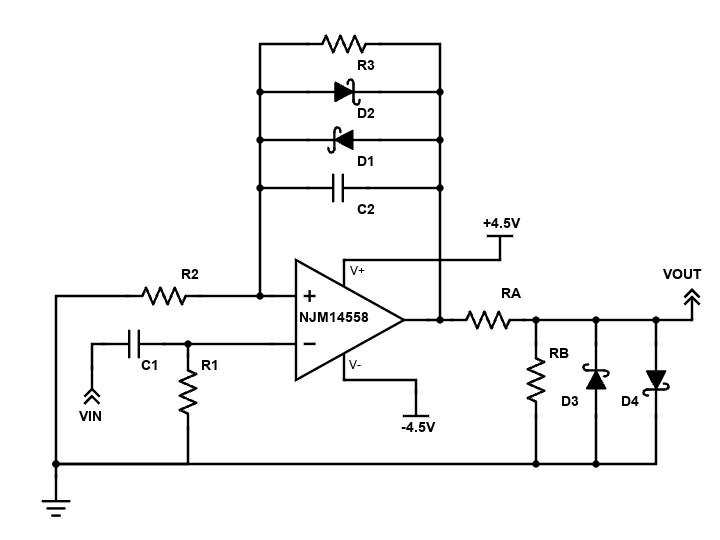 R3
D2
D1
C2
+4.5V
R2
V+
RA
VOUT
+
NJM14558
−
C1
R1
V-
RB
VIN
D3
D4
-4.5V